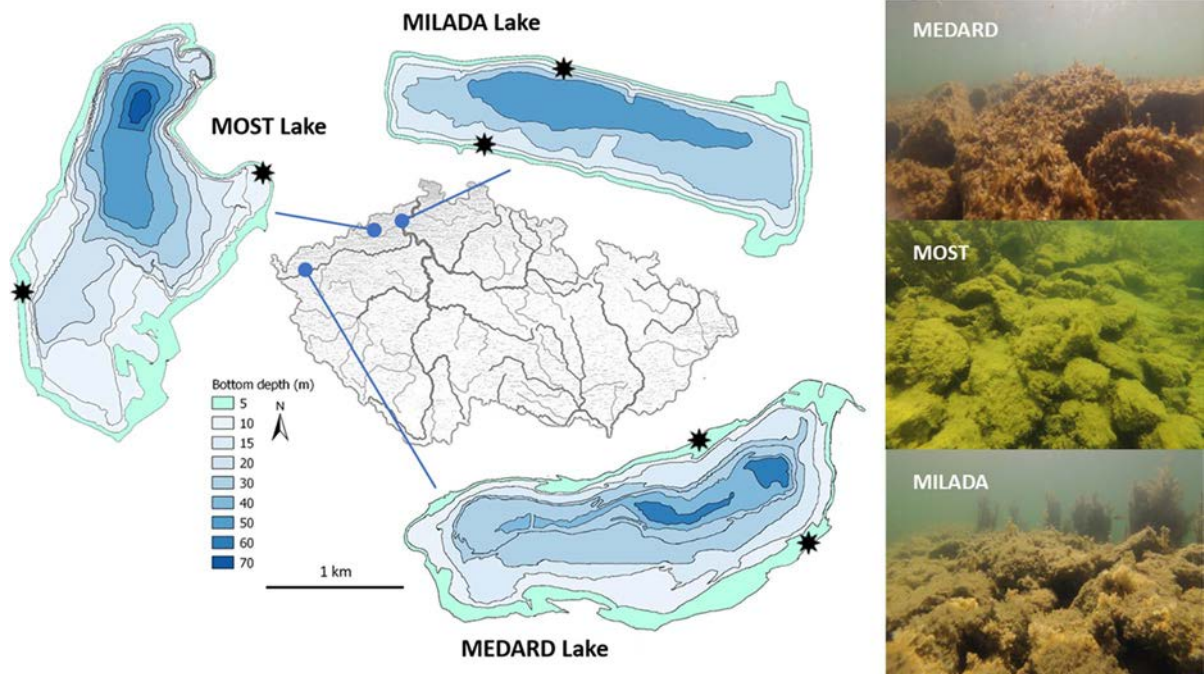 MILADA Lake
MOST Lake
Bottom depth (m)
5
10
15
20
30
40
50
60
70
N
1 km
MEDARD Lake
MEDARD
MOST
MILADA